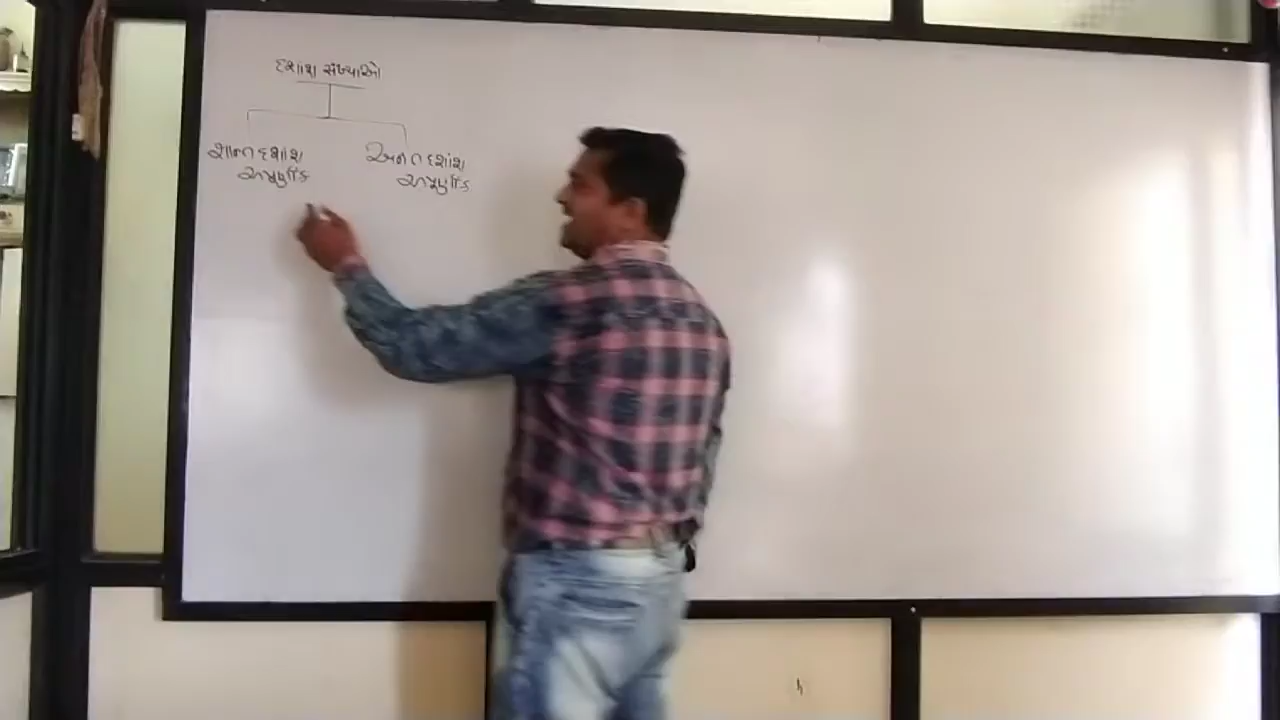 દશાંશ સંખ્યાઓ
શાન્ત દશાંશ
અપૂર્ણાંક
અનંત દશાંશ
અપૂર્ણાંક